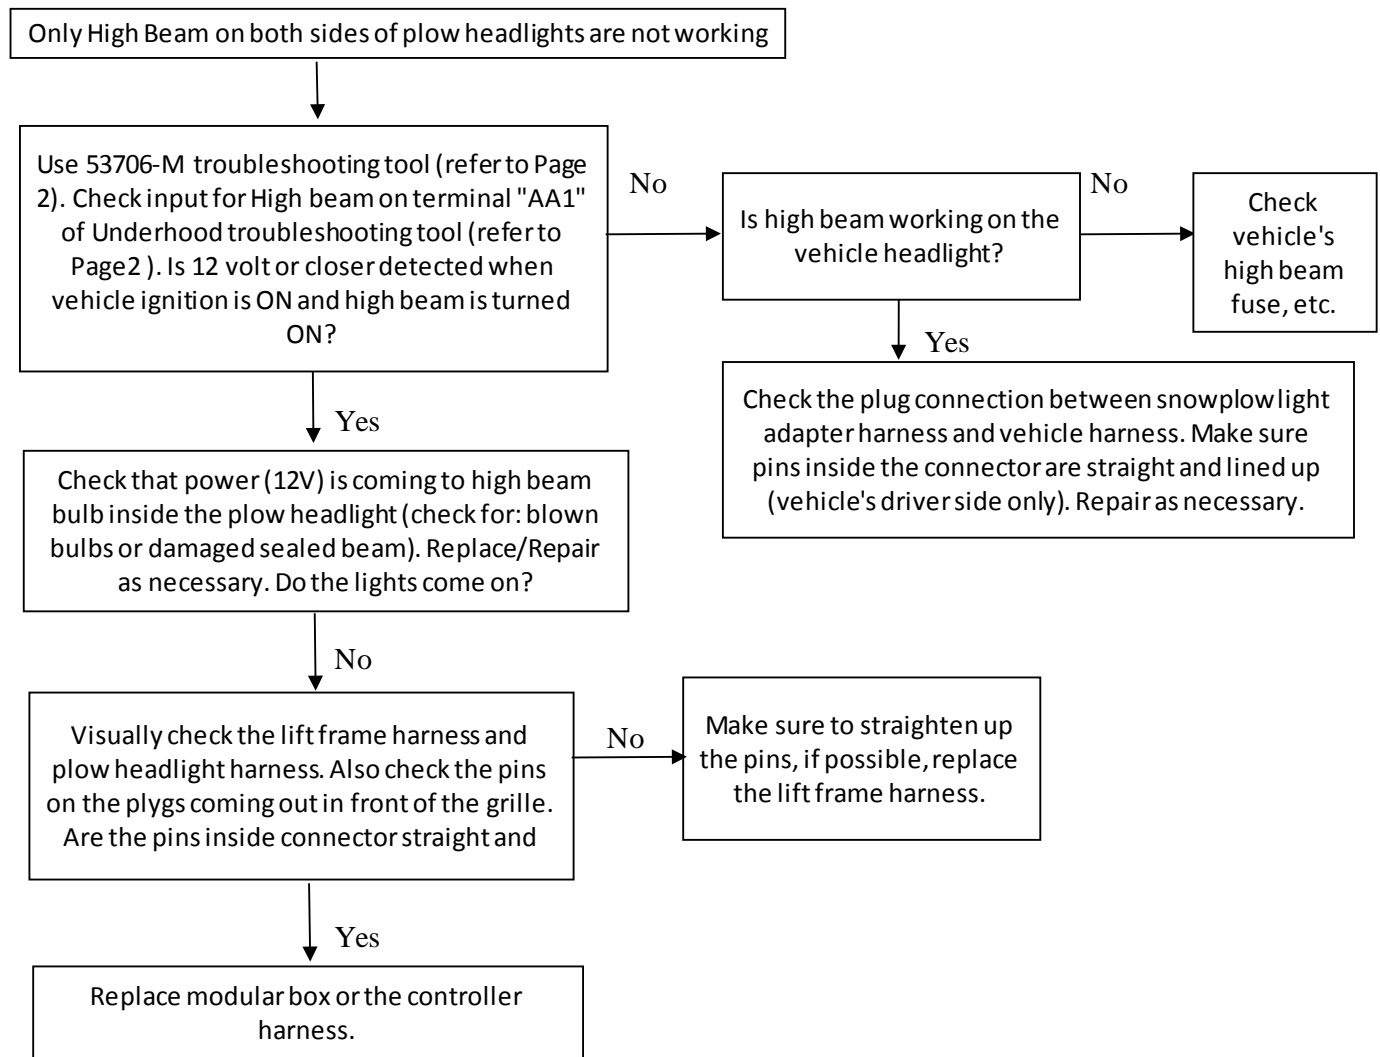 Only High Beam on both sides of plow headlights are not working
Use 53706-M troubleshooting tool (refer to Page
2). Check input for High beam on terminal "AA1"
of Underhood troubleshooting tool (refer to
Page2 ). Is 12 volt or closer detected when
vehicle ignition is ON and high beam is turned
ON?
No
Is high beam working on the
vehicle headlight?
No
Check
vehicle's
high beam
fuse, etc.
Yes
Check the plug connection between snowplow light
adapter harness and vehicle harness. Make sure
pins inside the connector are straight and lined up
(vehicle's driver side only). Repair as necessary.
Yes
Check that power (12V) is coming to high beam
bulb inside the plow headlight (check for: blown
bulbs or damaged sealed beam). Replace/Repair
as necessary. Do the lights come on?
No
Visually check the lift frame harness and
plow headlight harness. Also check the pins
on the plygs coming out in front of the grille.
Are the pins inside connector straight and
No
Make sure to straighten up
the pins, if possible, replace
the lift frame harness.
Yes
Replace modular box or the controller
harness.